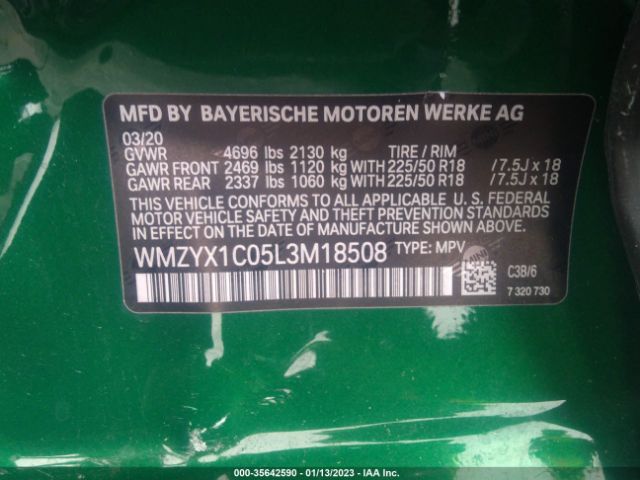 MFD BY BAYERISCHE MOTOREN WERKE AG
03/20
GVWR 4696 lbs 2130 kg TIRE / RIM
GAWR FRONT 2469 lbs 1120 kg WITH 225/50 R18 / 7.5J x 18
GAWR REAR 2337 lbs 1060 kg WITH 225/50 R18 / 7.5J x 18
THIS VEHICLE CONFORMS TO ALL APPLICABLE U. S. FEDERAL
MOTOR VEHICLE SAFETY AND THEFT PREVENTION STANDARDS
IN EFFECT ON THE DATE OF MANUFACTURE SHOWN ABOVE.
WMZYX1C05L3M18508 TYPE: MPV
MINI
C3B/6
7 320 730
000-35642590 - 01/13/2023 - IAA Inc.